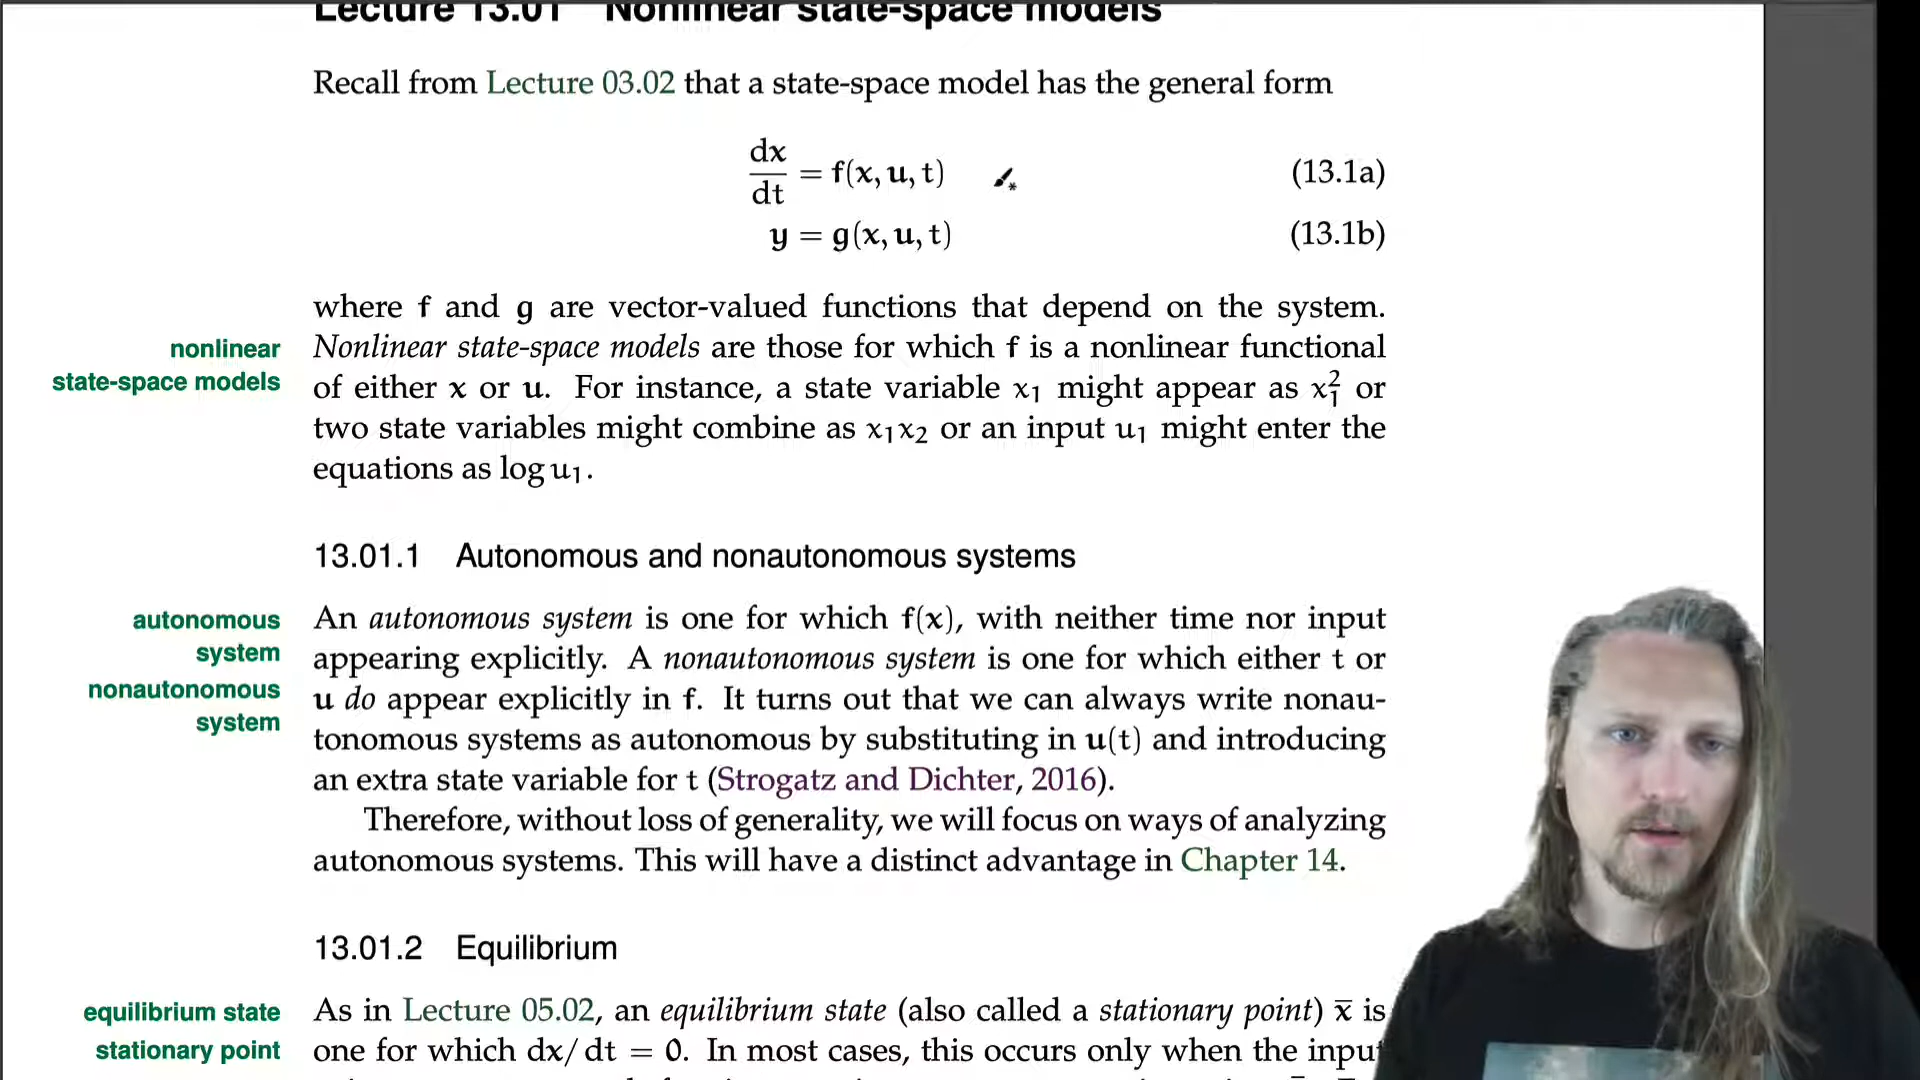 Lecture 13.01 Nonlinear state-space models
Recall from Lecture 03.02 that a state-space model has the general form
dx/dt = f(x, u, t) (13.1a)
y = g(x, u, t) (13.1b)
where f and g are vector-valued functions that depend on the system.
nonlinear
state-space models
Nonlinear state-space models are those for which f is a nonlinear functional
of either x or u. For instance, a state variable x₁ might appear as x₁² or
two state variables might combine as x₁x₂ or an input u₁ might enter the
equations as log u₁.
13.01.1 Autonomous and nonautonomous systems
autonomous
system
nonautonomous
system
An autonomous system is one for which f(x), with neither time nor input
appearing explicitly. A nonautonomous system is one for which either t or
u do appear explicitly in f. It turns out that we can always write nonau-
tonomous systems as autonomous by substituting in u(t) and introducing
an extra state variable for t (Strogatz and Dichter, 2016).
Therefore, without loss of generality, we will focus on ways of analyzing
autonomous systems. This will have a distinct advantage in Chapter 14.
13.01.2 Equilibrium
equilibrium state
stationary point
As in Lecture 05.02, an equilibrium state (also called a stationary point) x̄ is
one for which dx/dt = 0. In most cases, this occurs only when the input